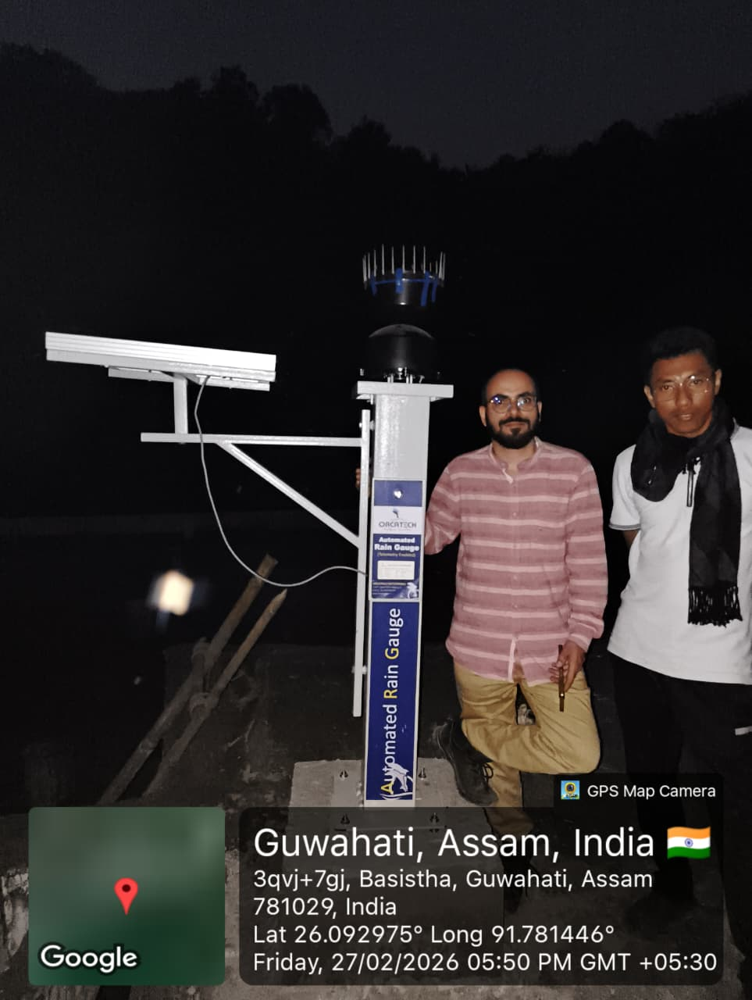 ORCATECH
Automated
Rain Gauge
(Telemetry Enabled)
Automated Rain Gauge
GPS Map Camera
Guwahati, Assam, India
3qvj+7gj, Basistha, Guwahati, Assam
781029, India
Lat 26.092975° Long 91.781446°
Friday, 27/02/2026 05:50 PM GMT +05:30
Google